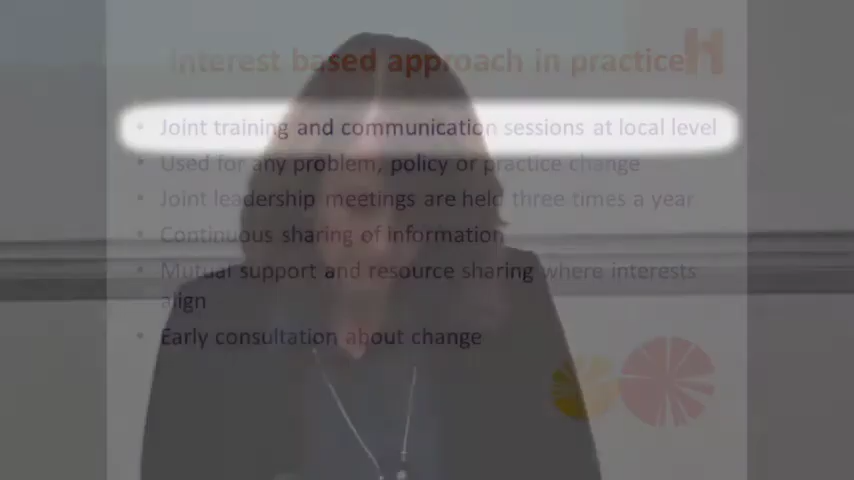 Interest based approach in practice
H
• Joint training and communication sessions at local level
• Used for any problem, policy or practice change
• Joint leadership meetings are held three times a year
• Continuous sharing of information
• Mutual support and resource sharing where interests
align
• Early consultation about change